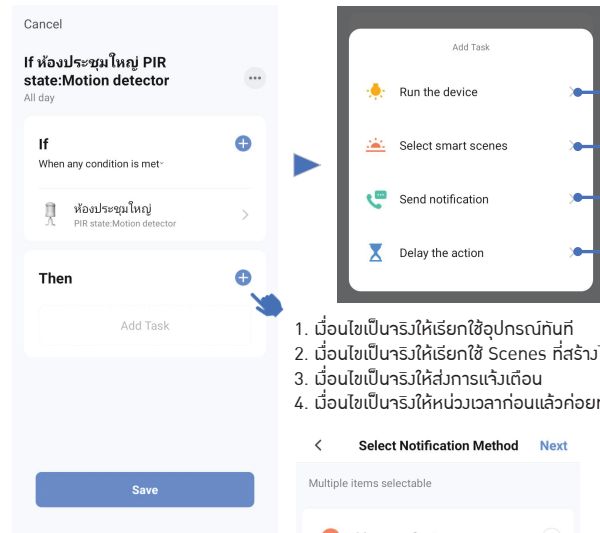 Cancel
If ห้องประชุมใหญ่ PIR
state:Motion detector
All day
If
When any condition is met
ห้องประชุมใหญ่
PIR state:Motion detector
Then
Add Task
Save
Add Task
Run the device
Select smart scenes
Send notification
Delay the action
1. เงื่อนไขเป็นจริงให้เรียกใช้อุปกรณ์ทันที
2. เงื่อนไขเป็นจริงให้เรียกใช้ Scenes ที่สร้าง
3. เงื่อนไขเป็นจริงให้ส่งการแจ้งเตือน
4. เงื่อนไขเป็นจริงให้หน่วงเวลาก่อนแล้วค่อย
Select Notification Method Next
Multiple items selectable